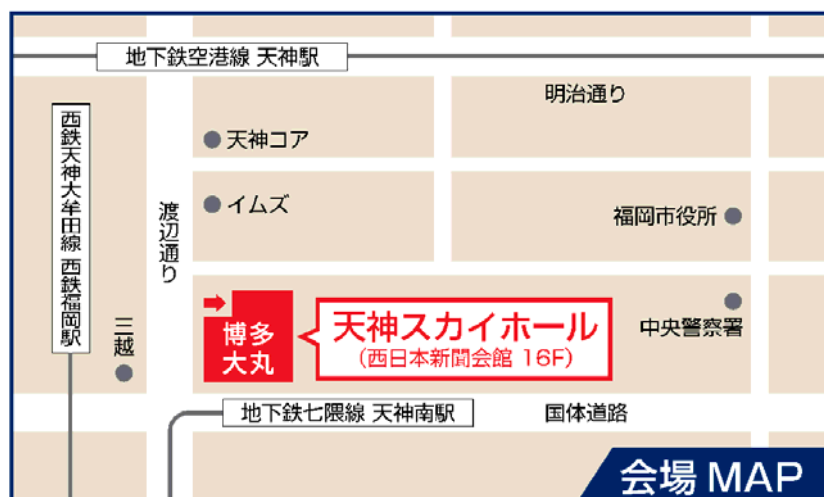 地下鉄空港線 天神駅
明治通り
西鉄天神大牟田線 西鉄福岡駅
天神コア
イムズ
渡辺通り
福岡市役所
三越
博多
大丸
天神スカイホール
(西日本新聞会館 16F)
中央警察署
地下鉄七隈線 天神南駅
国体道路
会場 MAP